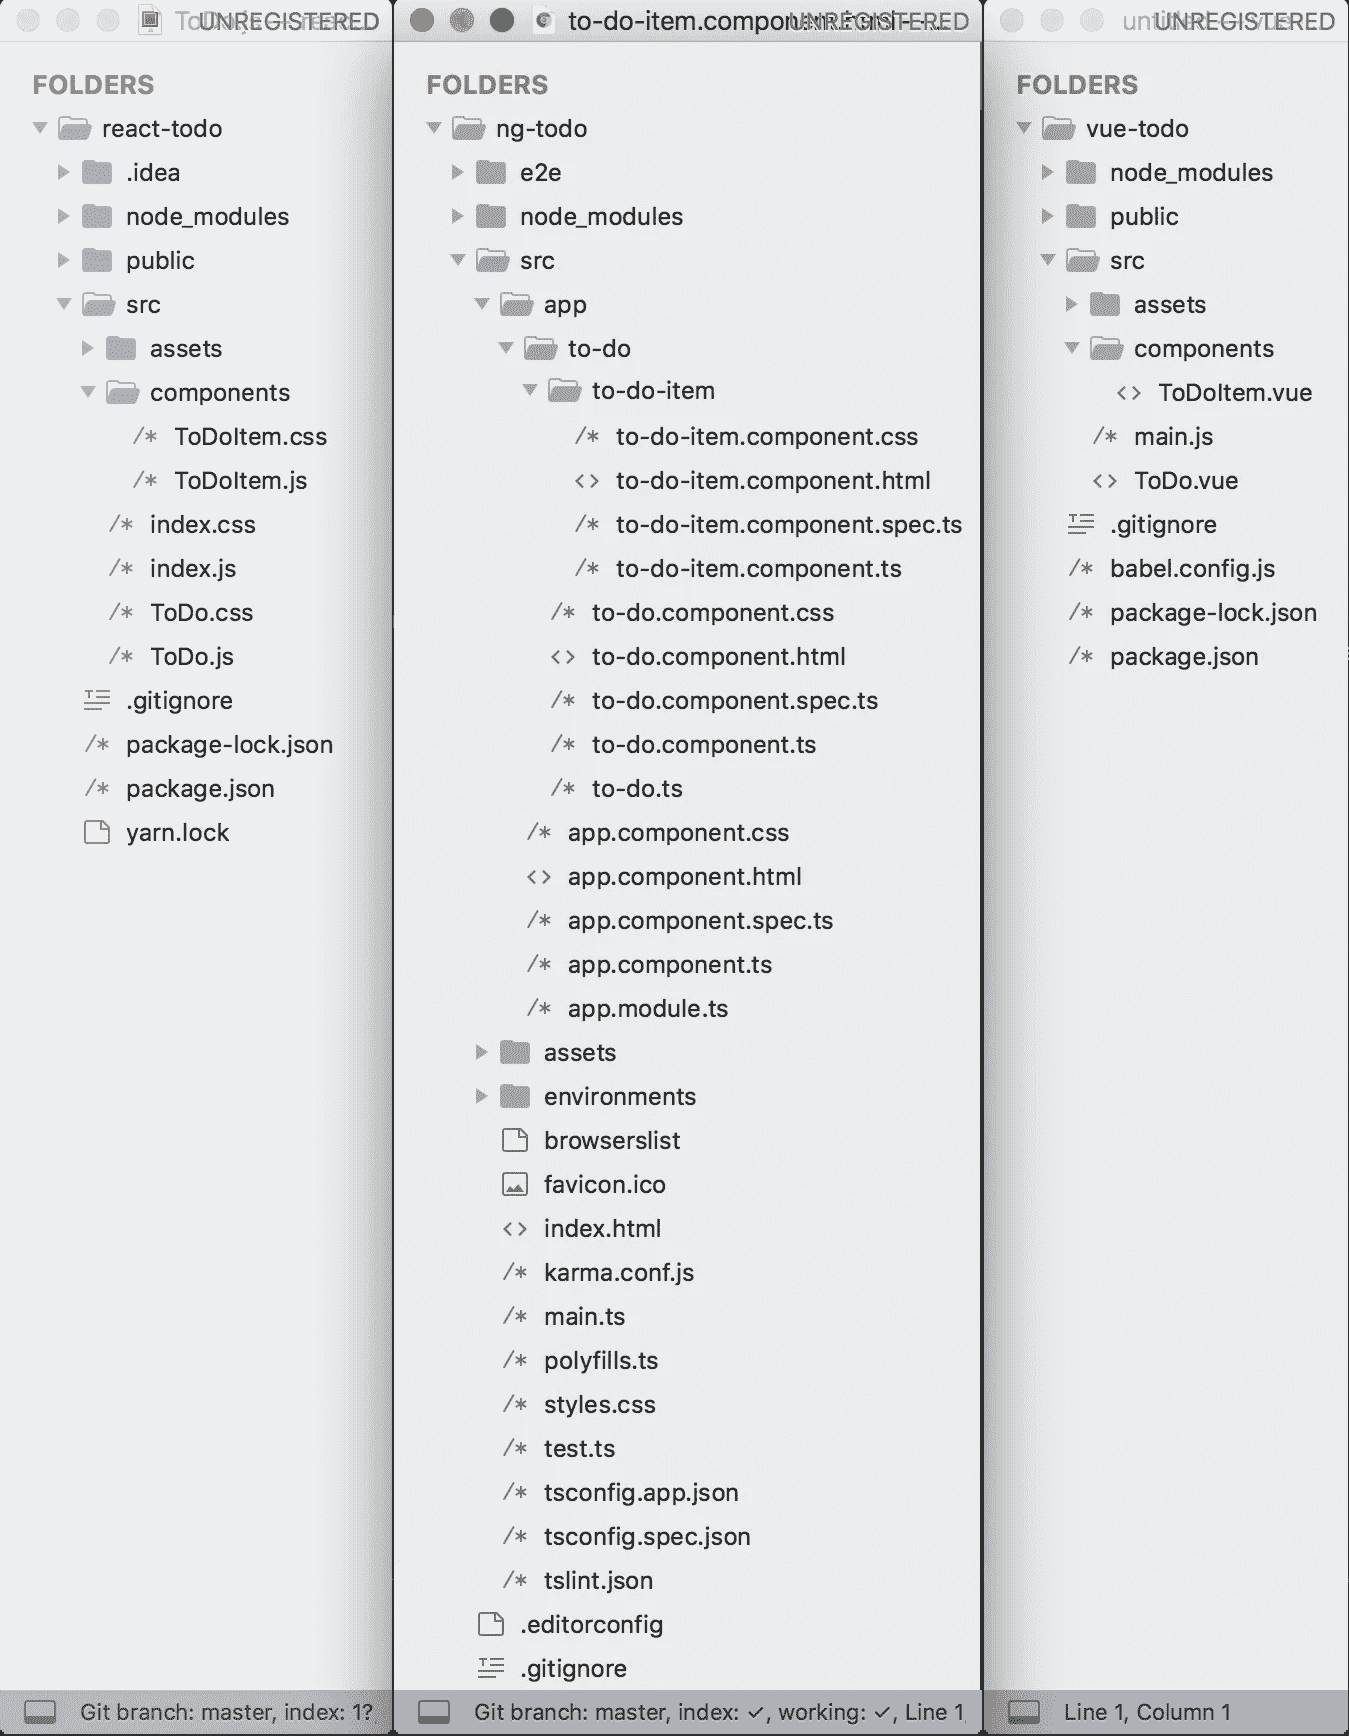 UNREGISTERED
FOLDERS
react-todo
.idea
node_modules
public
src
assets
components
ToDoItem.css
ToDoItem.js
index.css
index.js
ToDo.css
ToDo.js
.gitignore
package-lock.json
package.json
yarn.lock
Git branch: master, index: 1?
to-do-item.component.html UNREGISTERED
FOLDERS
ng-todo
e2e
node_modules
src
app
to-do
to-do-item
to-do-item.component.css
to-do-item.component.html
to-do-item.component.spec.ts
to-do-item.component.ts
to-do.component.css
to-do.component.html
to-do.component.spec.ts
to-do.component.ts
to-do.ts
app.component.css
app.component.html
app.component.spec.ts
app.component.ts
app.module.ts
assets
environments
browserslist
favicon.ico
index.html
karma.conf.js
main.ts
polyfills.ts
styles.css
test.ts
tsconfig.app.json
tsconfig.spec.json
tslint.json
.editorconfig
.gitignore
Git branch: master, index: ✓, working: ✓, Line 1,
UNREGISTERED
FOLDERS
vue-todo
node_modules
public
src
assets
components
ToDoItem.vue
main.js
ToDo.vue
.gitignore
babel.config.js
package-lock.json
package.json
Line 1, Column 1